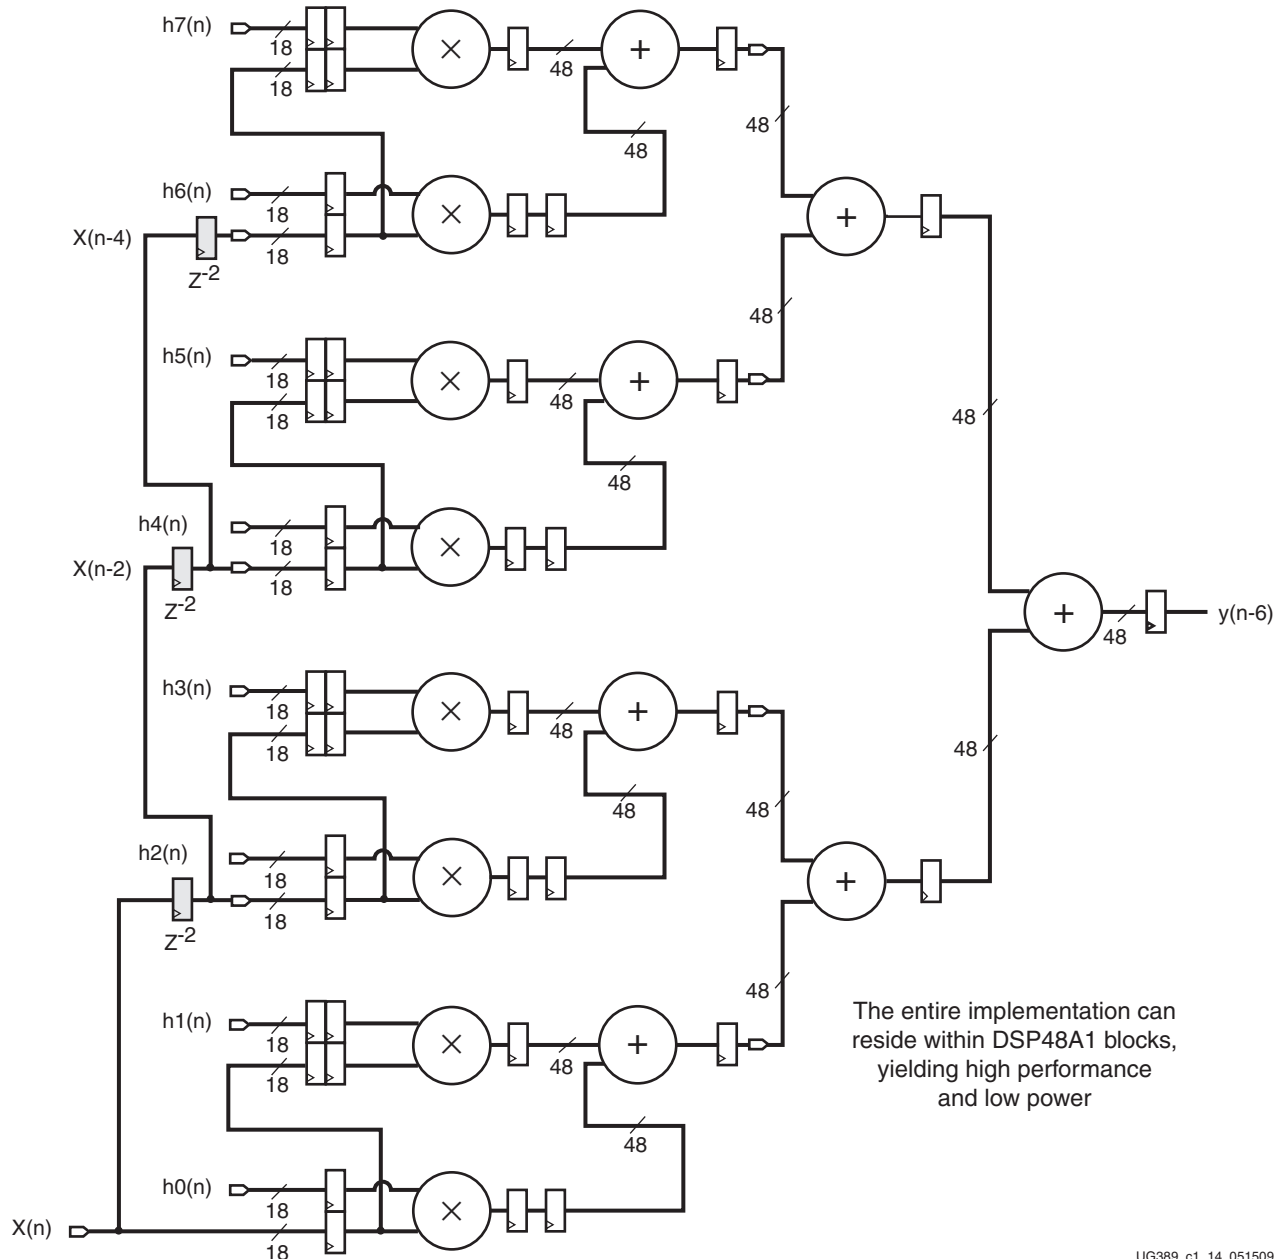 h7(n)
18
18
48
48
48
h6(n)
18
X(n-4)
18
Z-2
48
h5(n)
18
18
48
48
48
h4(n)
18
X(n-2)
18
Z-2
48
y(n-6)
h3(n)
18
18
48
48
48
48
h2(n)
18
18
Z-2
48
h1(n)
18
18
48
48
The entire implementation can
reside within DSP48A1 blocks,
yielding high performance
and low power
h0(n)
18
X(n)
18
UG389_c1_14_051509